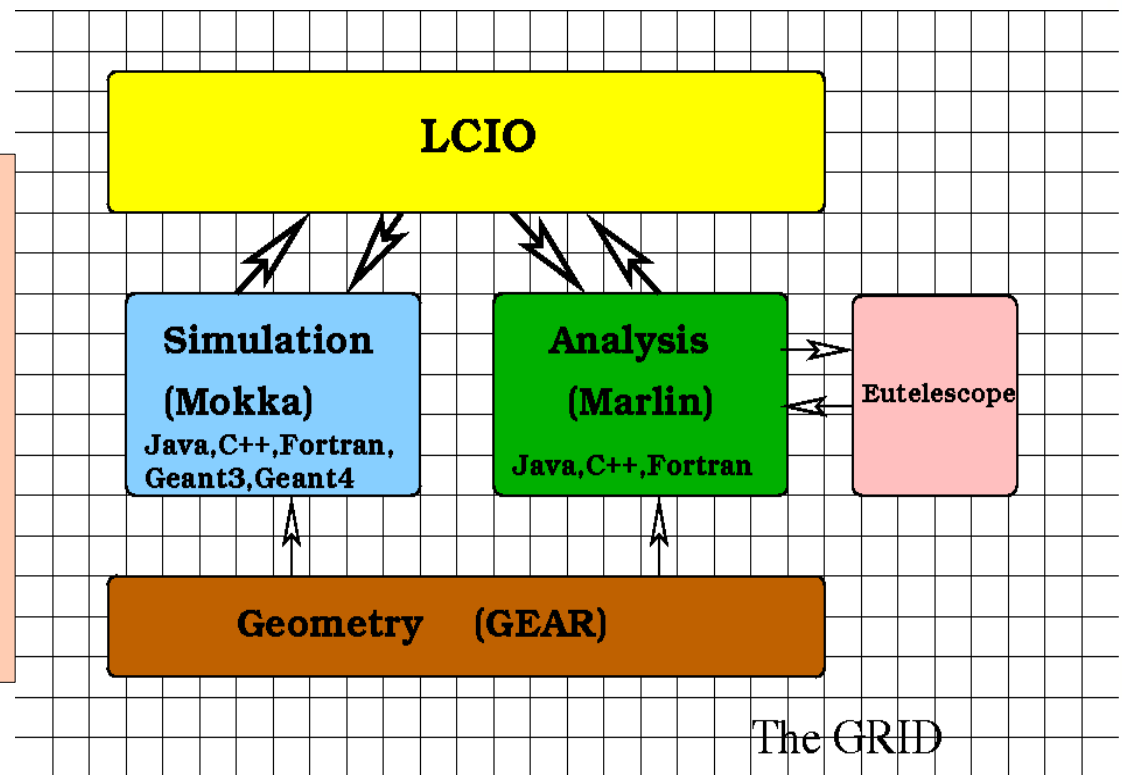 LCIO
Simulation
(Mokka)
Java,C++,Fortran,
Geant3,Geant4
Analysis
(Marlin)
Java,C++,Fortran
Eutelescope
Geometry (GEAR)
The GRID